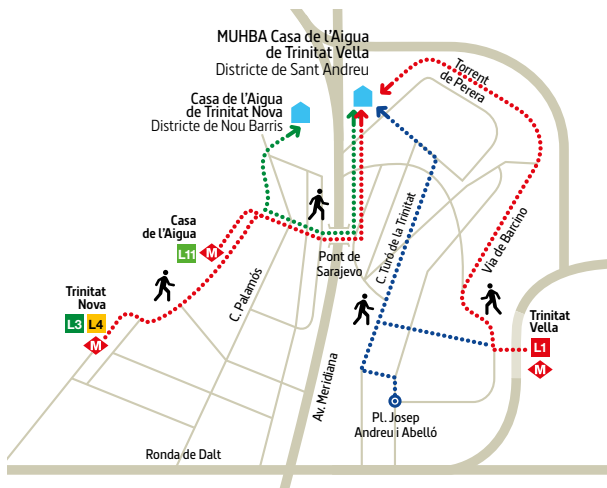 MUHBA Casa de l'Aigua
de Trinitat Vella
Districte de Sant Andreu
Casa de l'Aigua
de Trinitat Nova
Districte de Nou Barris
Torrent
de Perera
Casa
de l'Aigua
L11
M
Trinitat
Nova
L3
L4
M
C. Palamós
Pont de
Sarajevo
C. Turó de la Trinitat
Via de Barcino
Trinitat
Vella
L1
M
Av. Meridiana
Pl. Josep
Andreu i Abelló
Ronda de Dalt